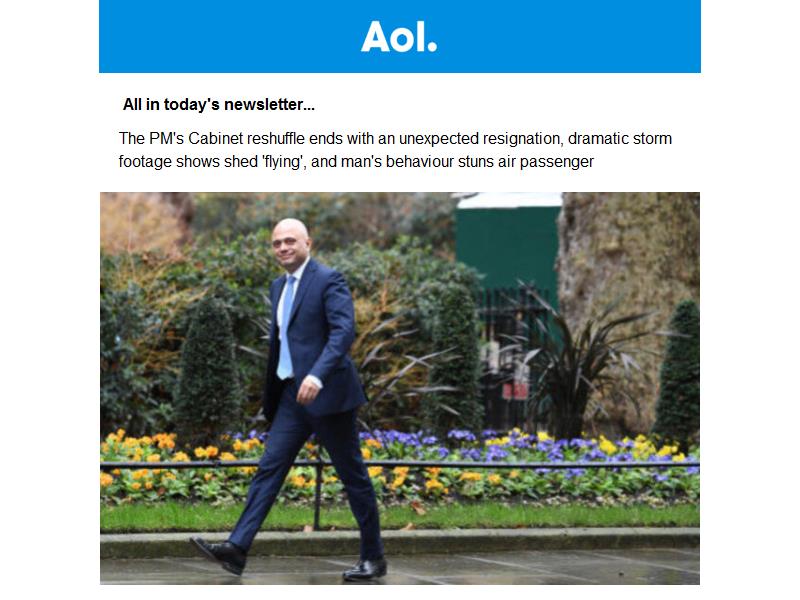 Aol.
All in today's newsletter...
The PM's Cabinet reshuffle ends with an unexpected resignation, dramatic storm
footage shows shed 'flying', and man's behaviour stuns air passenger